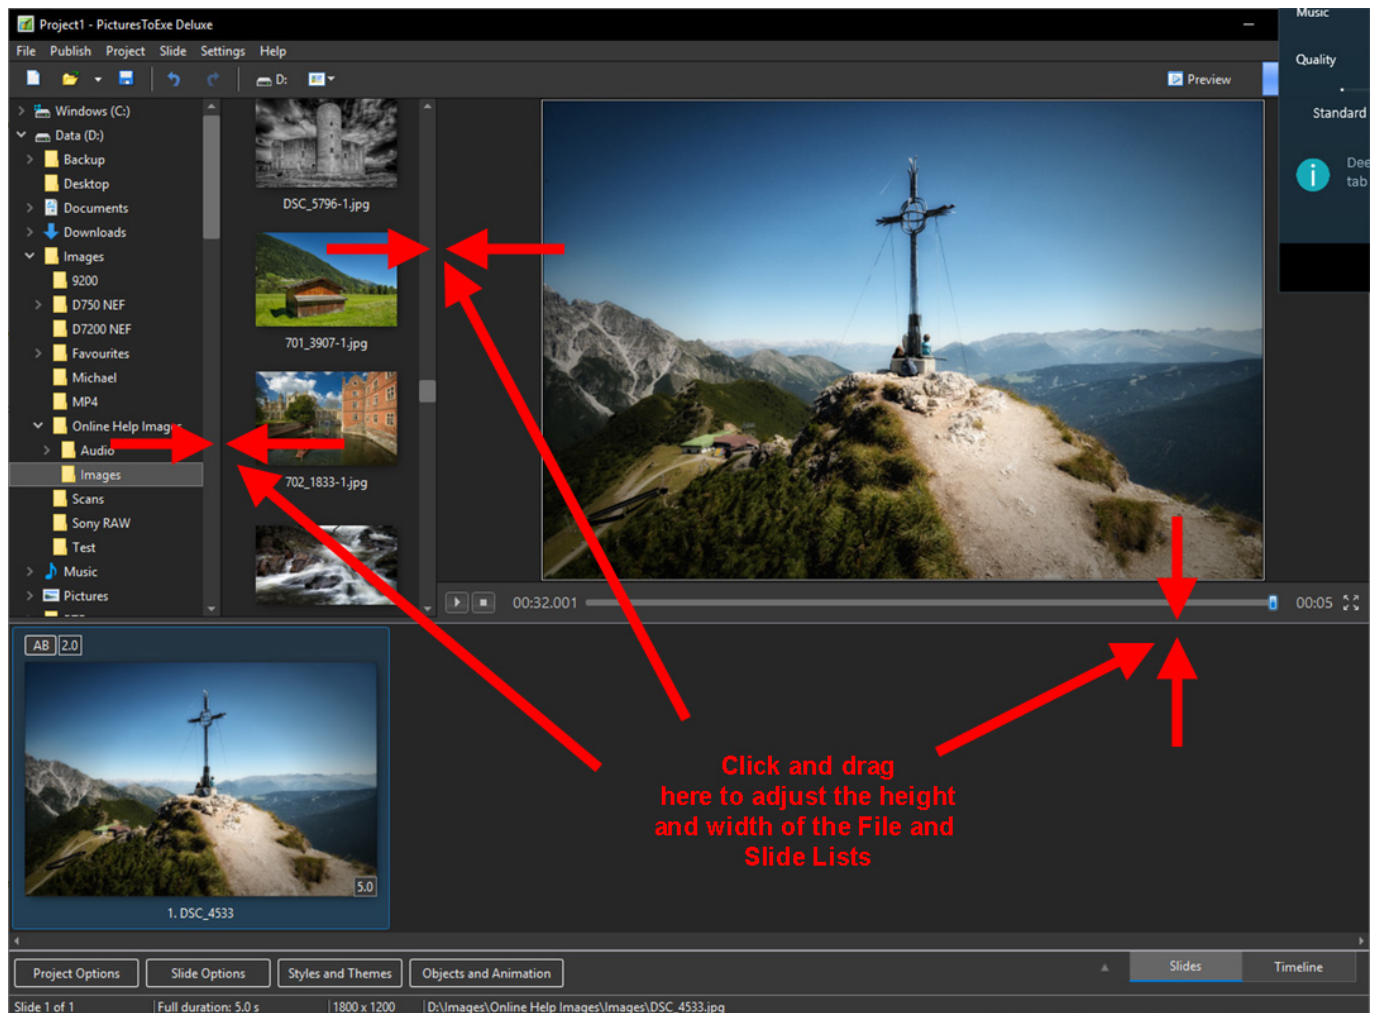 Project1 - PicturesToExe Deluxe
File Publish Project Slide Settings Help
D:
Preview
Music
Quality
Standard
tab
Windows (C:)
Data (D:)
Backup
Desktop
Documents
Downloads
Images
9200
D750 NEF
D7200 NEF
Favourites
Michael
MP4
Online Help Images
Audio
Images
Scans
Sony RAW
Test
Music
Pictures
DSC_5796-1.jpg
701_3907-1.jpg
702_1833-1.jpg
00:32.001
00:05
AB 2.0
5.0
1. DSC_4533
Click and drag
here to adjust the height
and width of the File and
Slide Lists
Project Options Slide Options Styles and Themes Objects and Animation
Slides Timeline
Slide 1 of 1 Full duration: 5.0 s 1800 x 1200 D:\Images\Online Help Images\Images\DSC_4533.jpg